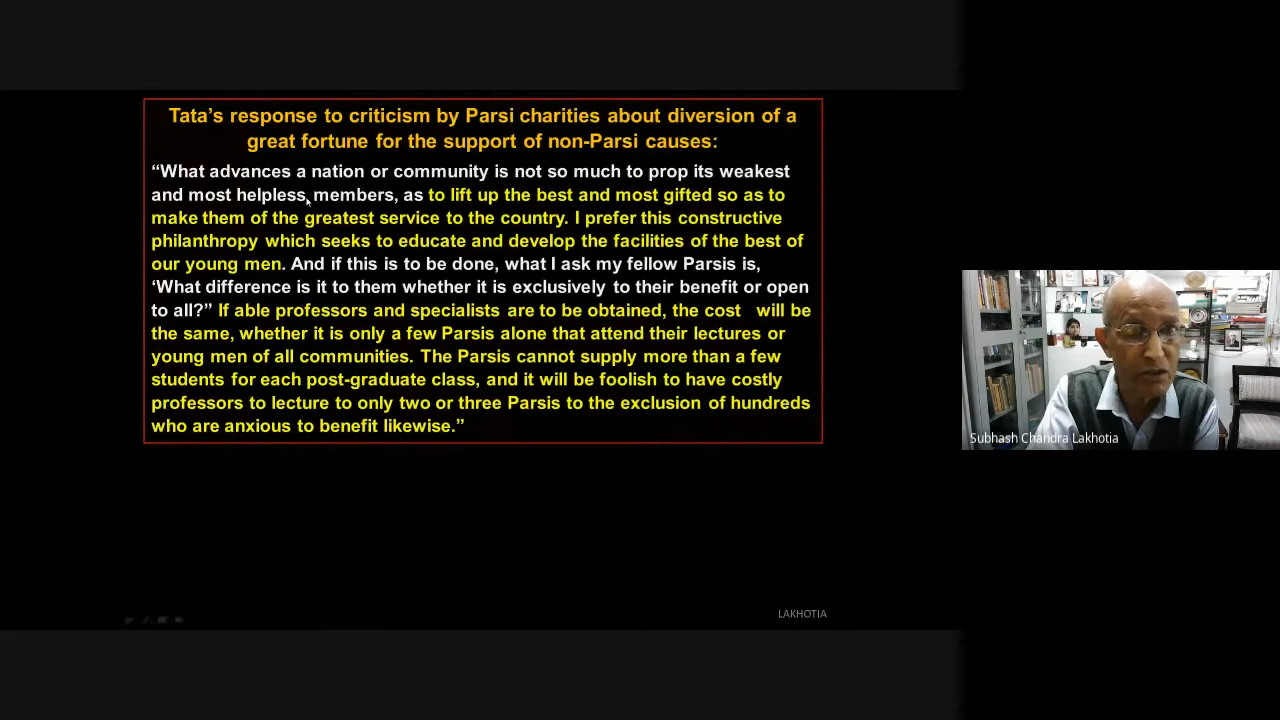 Tata’s response to criticism by Parsi charities about diversion of a
great fortune for the support of non-Parsi causes:
“What advances a nation or community is not so much to prop its weakest
and most helpless, members, as to lift up the best and most gifted so as to
make them of the greatest service to the country. I prefer this constructive
philanthropy which seeks to educate and develop the facilities of the best of
our young men. And if this is to be done, what I ask my fellow Parsis is,
‘What difference is it to them whether it is exclusively to their benefit or open
to all?” If able professors and specialists are to be obtained, the cost will be
the same, whether it is only a few Parsis alone that attend their lectures or
young men of all communities. The Parsis cannot supply more than a few
students for each post-graduate class, and it will be foolish to have costly
professors to lecture to only two or three Parsis to the exclusion of hundreds
who are anxious to benefit likewise.”
Subhash Chandra Lakhotia
LAKHOTIA